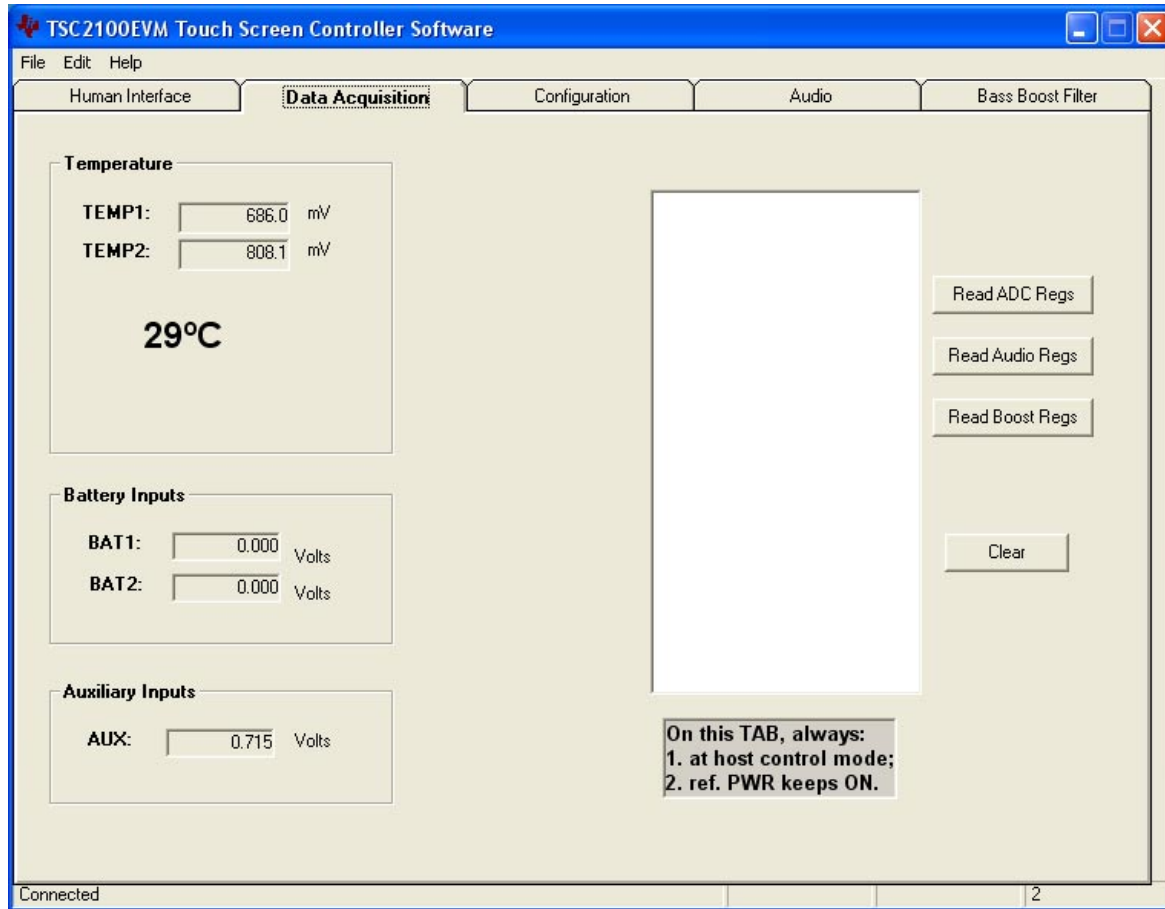 TSC2100EVM Touch Screen Controller Software
File Edit Help
Human Interface Data Acquisition Configuration Audio Bass Boost Filter
Temperature
TEMP1: 686.0 mV
TEMP2: 808.1 mV
29ºC
Battery Inputs
BAT1: 0.000 Volts
BAT2: 0.000 Volts
Auxiliary Inputs
AUX: 0.715 Volts
Read ADC Regs
Read Audio Regs
Read Boost Regs
Clear
On this TAB, always:
1. at host control mode;
2. ref. PWR keeps ON.
Connected 2